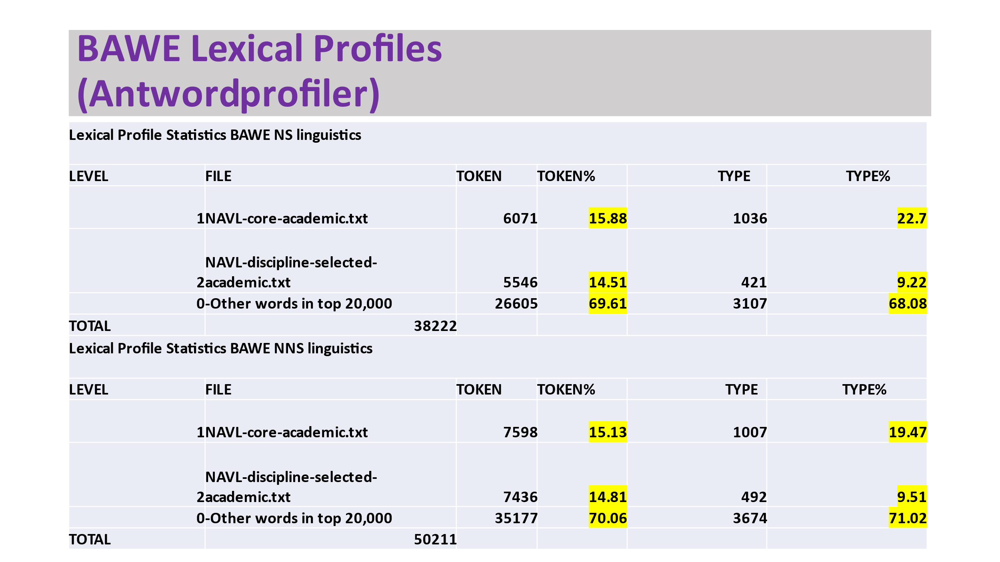 BAWE Lexical Profiles
(Antwordprofiler)
Lexical Profile Statistics BAWE NS linguistics
LEVEL FILE TOKEN TOKEN% TYPE TYPE%
1 NAVL-core-academic.txt 6071 15.88 1036 22.7
NAVL-discipline-selected-
2 academic.txt 5546 14.51 421 9.22
0 -Other words in top 20,000 26605 69.61 3107 68.08
TOTAL 38222
Lexical Profile Statistics BAWE NNS linguistics
LEVEL FILE TOKEN TOKEN% TYPE TYPE%
1 NAVL-core-academic.txt 7598 15.13 1007 19.47
NAVL-discipline-selected-
2 academic.txt 7436 14.81 492 9.51
0 -Other words in top 20,000 35177 70.06 3674 71.02
TOTAL 50211